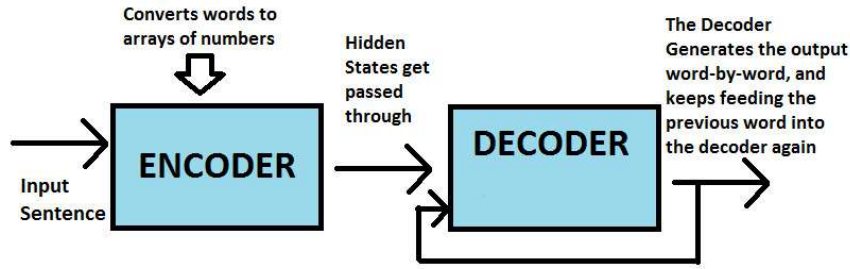 Converts words to
arrays of numbers
Input
Sentence
ENCODER
Hidden
States get
passed
through
DECODER
The Decoder
Generates the output
word-by-word, and
keeps feeding the
previous word into
the decoder again